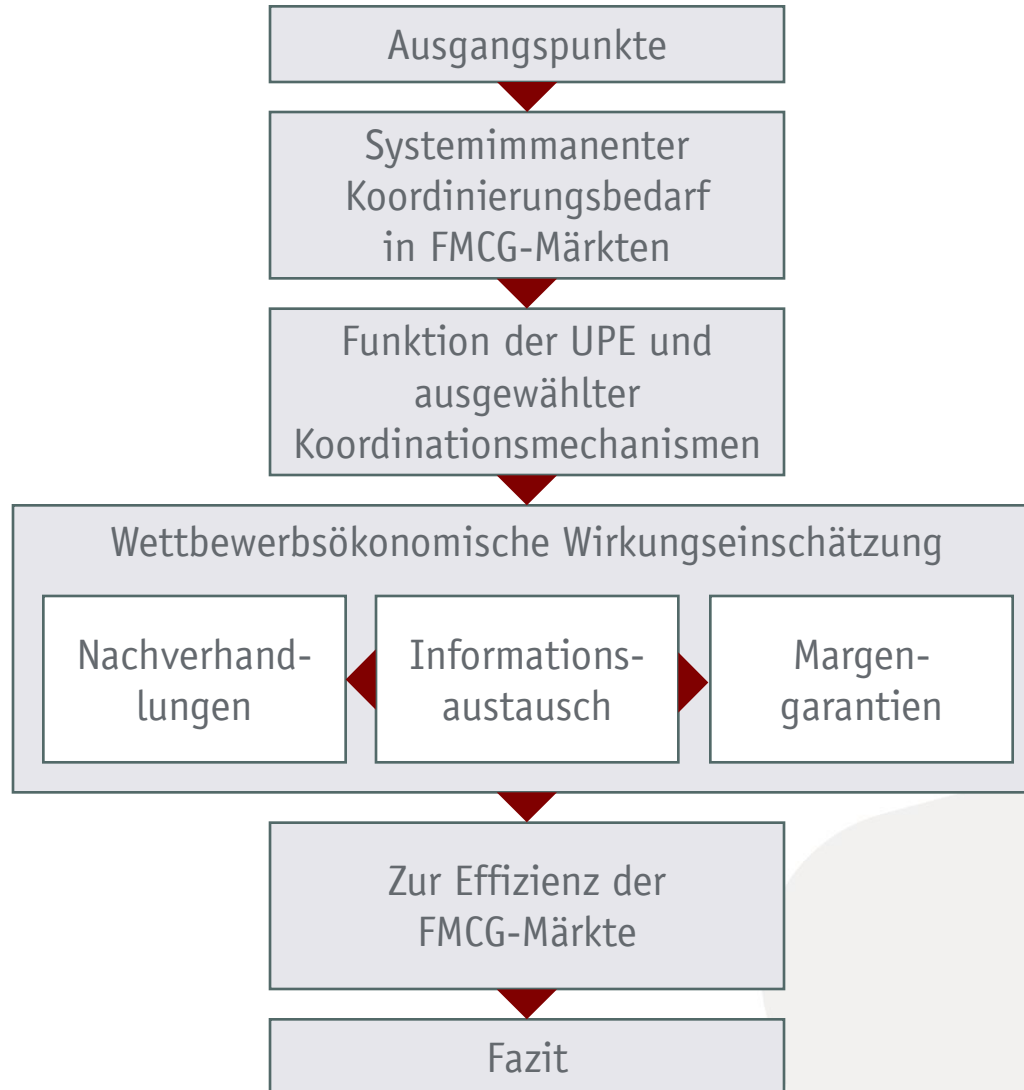 Ausgangspunkte
Systemimmanenter
Koordinierungsbedarf
in FMCG-Märkten
Funktion der UPE und
ausgewählter
Koordinationsmechanismen
Wettbewerbsökonomische Wirkungseinschätzung
Nachverhand-
lungen
Informations-
austausch
Margen-
garantien
Zur Effizienz der
FMCG-Märkte
Fazit